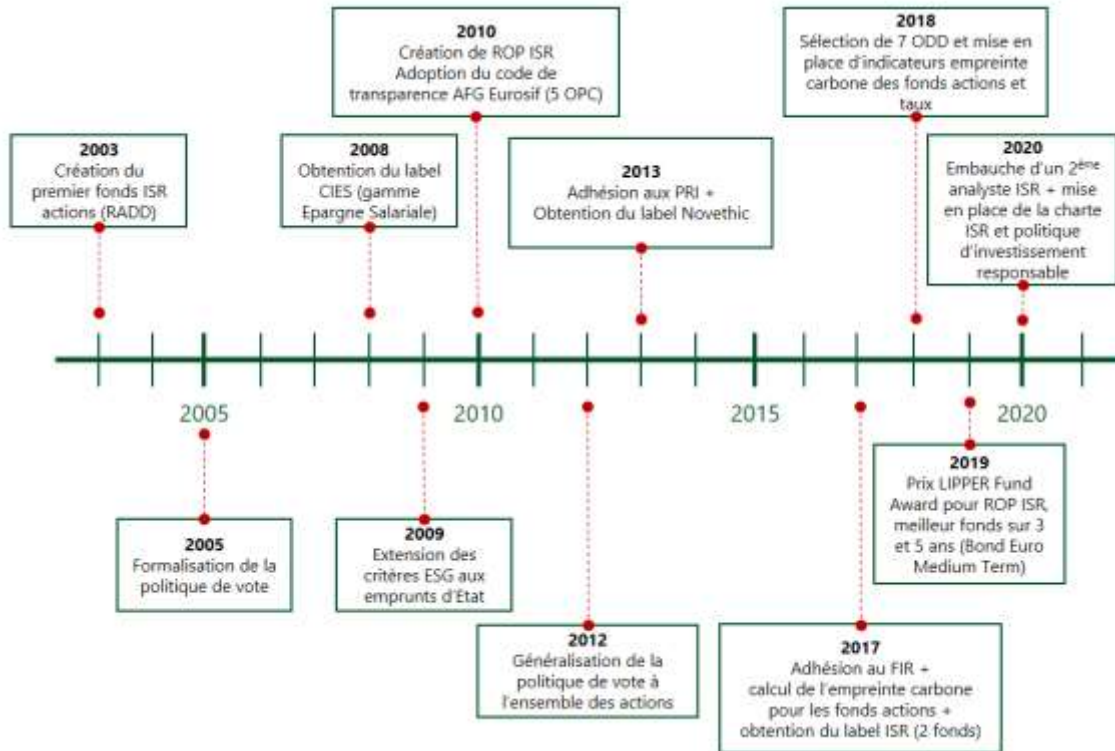 2010
Création de ROP ISR
Adoption du code de
transparence AFG Eurosif (5 OPC)
2018
Sélection de 7 ODD et mise en
place d'indicateurs empreinte
carbone des fonds actions et
taux
2003
Création du
premier fonds ISR
actions (RADD)
2008
Obtention du label
CIES (gamme
Epargne Salariale)
2013
Adhésion aux PRI +
Obtention du label Novethic
2020
Embauche d'un 2ème
analyste ISR + mise
en place de la charte
ISR et politique
d'investissement
responsable
2005
2010
2015
2020
2005
Formalisation de la
politique de vote
2009
Extension des
critères ESG aux
emprunts d'Etat
2019
Prix LIPPER Fund
Award pour ROP ISR,
meilleur fonds sur 3
et 5 ans (Bond Euro
Medium Term)
2012
Généralisation de la
politique de vote à
l'ensemble des actions
2017
Adhésion au FIR +
calcul de l'empreinte carbone
pour les fonds actions +
obtention du label ISR (2 fonds)